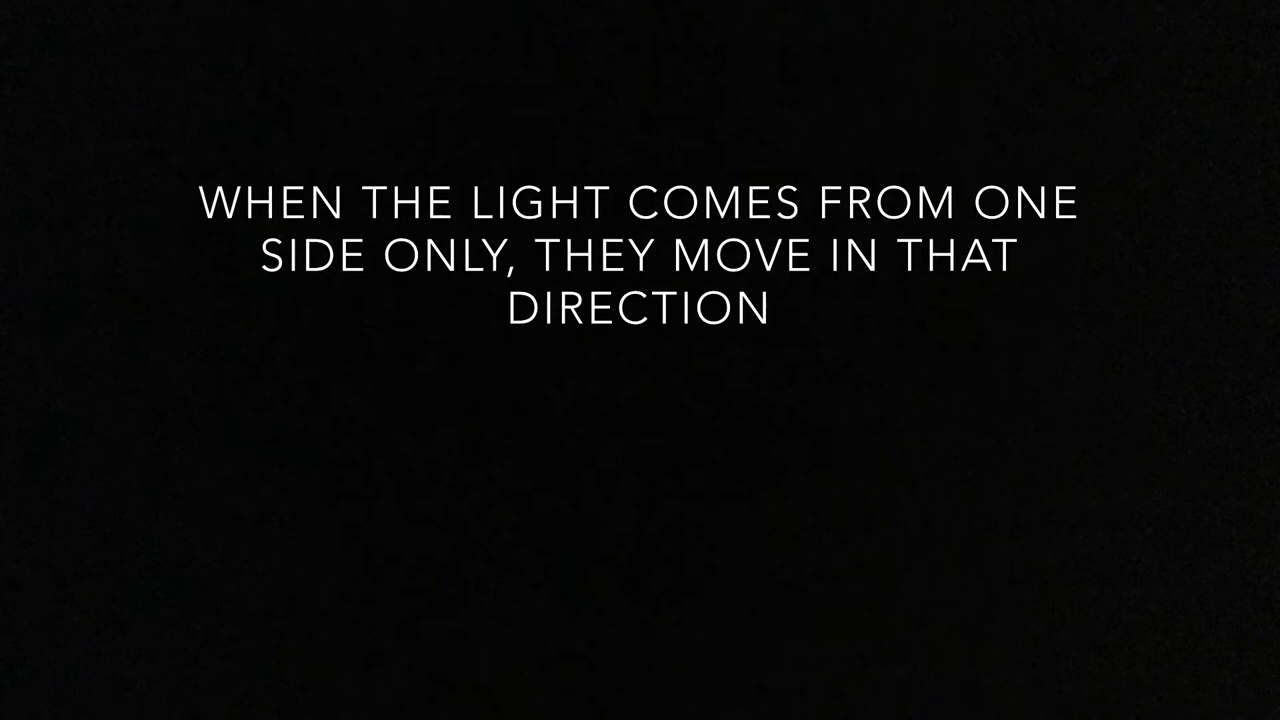 WHEN THE LIGHT COMES FROM ONE
SIDE ONLY, THEY MOVE IN THAT
DIRECTION